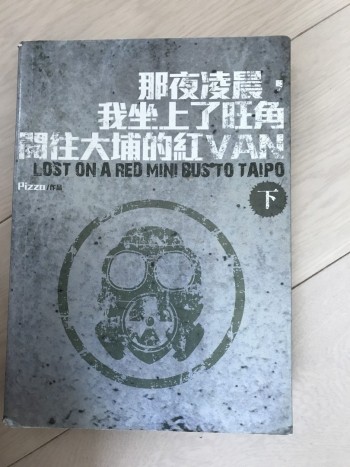 那夜凌晨，
我坐上了旺角
開往大埔的紅VAN
LOST ON A RED MINI BUS TO TAIPO
Pizza/作品
下